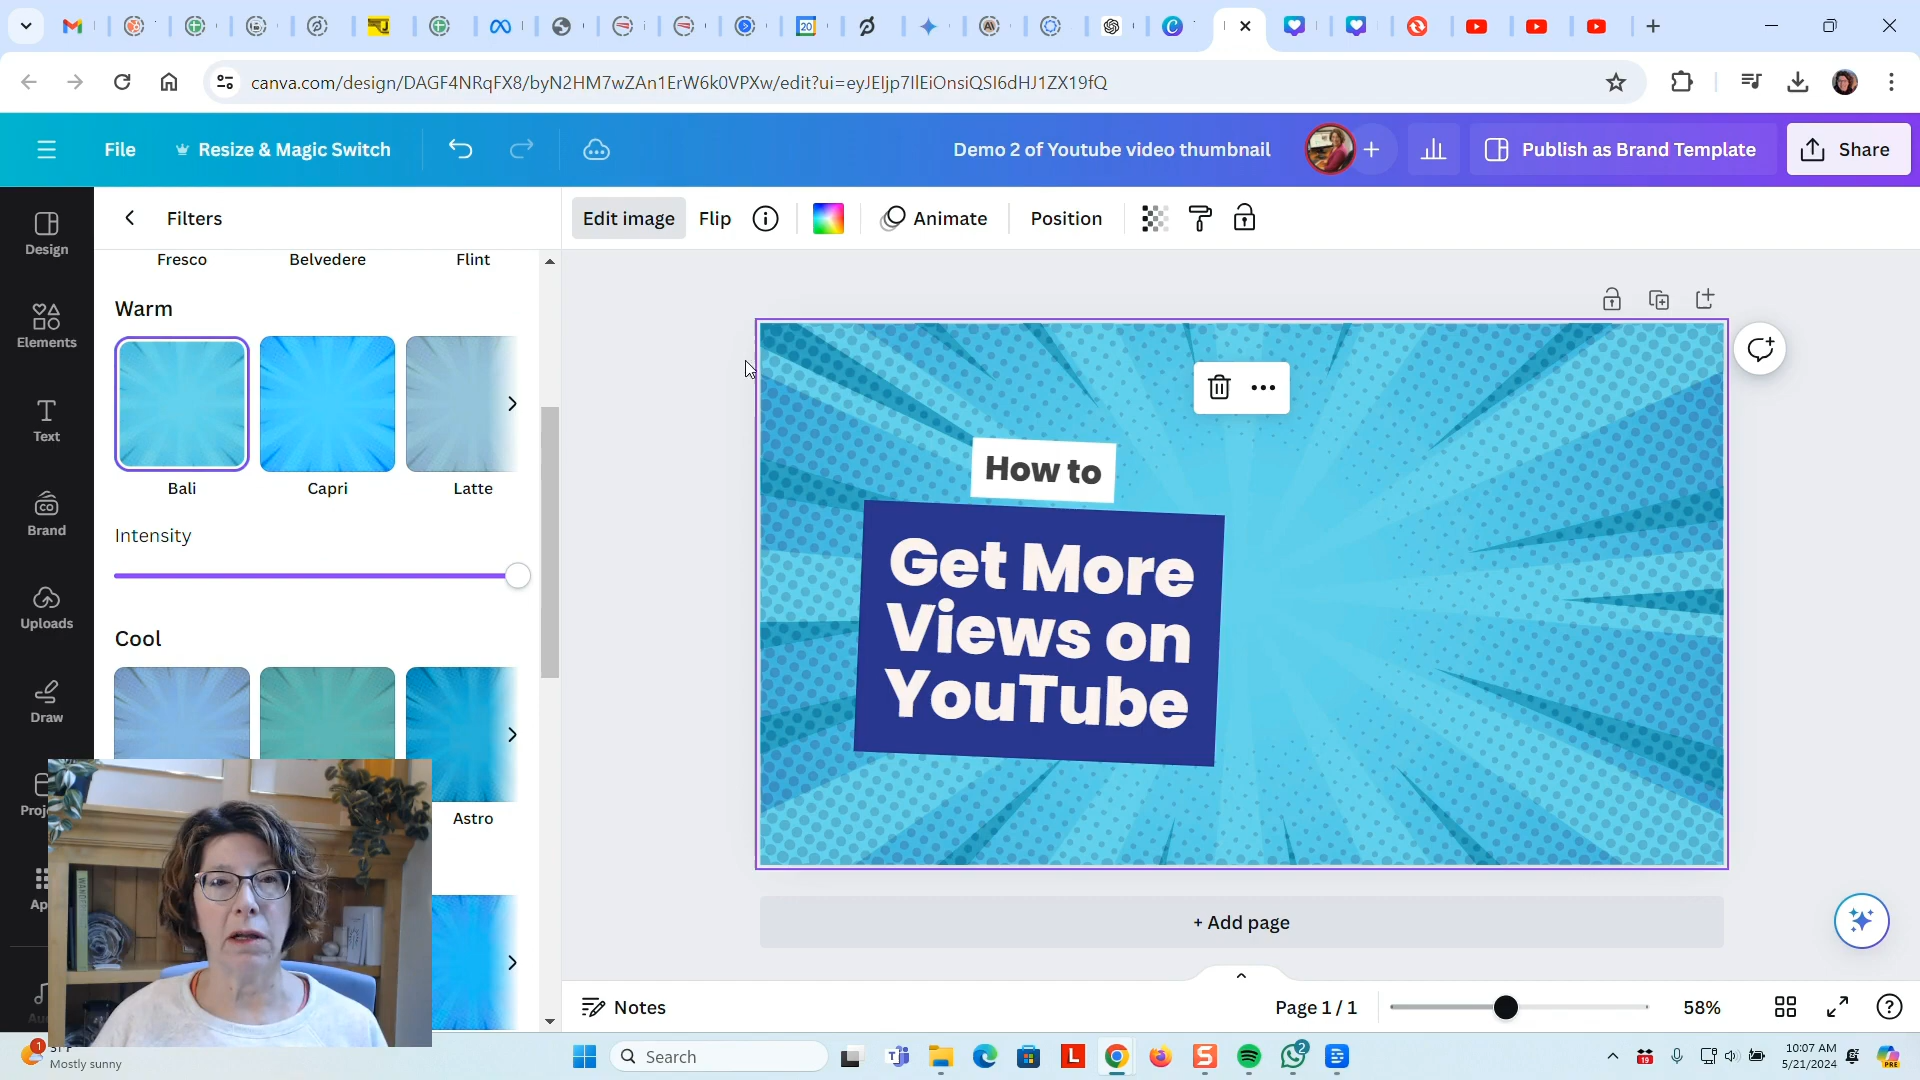 20
canva.com/design/DAGF4NRqFX8/byN2HM7wZAn1ErW6k0VPXw/edit?ui=eyJEIjp7IlEiOnsiQSI6dHJ1ZX19fQ
File
Resize & Magic Switch
Demo 2 of Youtube video thumbnail
Publish as Brand Template
Share
Design
Elements
Text
Brand
Uploads
Draw
Filters
Fresco
Belvedere
Flint
Warm
Bali
Capri
Latte
Intensity
Cool
Astro
Edit image
Flip
Animate
Position
How to
Get More
Views on
YouTube
+ Add page
Notes
Page 1 / 1
58%
Mostly sunny
Search
10:07 AM
5/21/2024